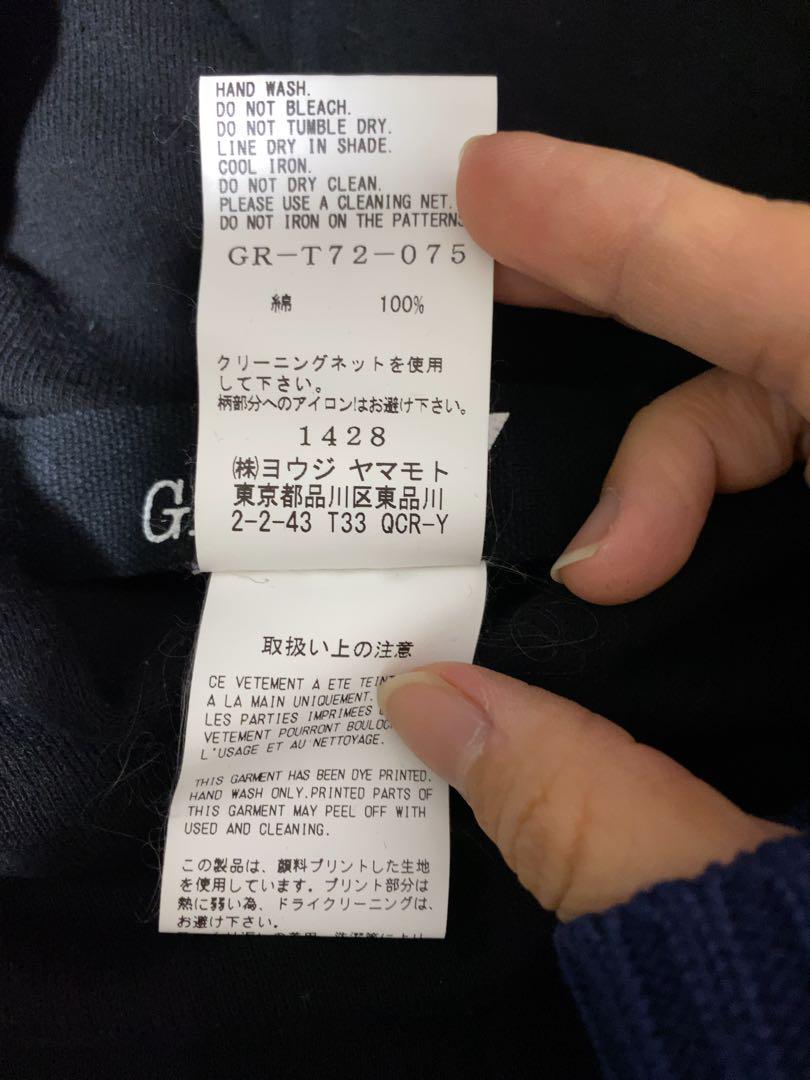 HAND WASH.
DO NOT BLEACH.
DO NOT TUMBLE DRY.
LINE DRY IN SHADE.
COOL IRON.
DO NOT DRY CLEAN.
PLEASE USE A CLEANING NET.
DO NOT IRON ON THE PATTERNS
GR-T72-075
綿 100%
クリーニングネットを使用
して下さい。
柄部分へのアイロンはお避け下さい。
1428
㈱ヨウジ ヤマモト
東京都品川区東品川
2-2-43 T33 QCR-Y
G
取扱い上の注意
CE VETEMENT A ETE
A LA MAIN UNIQUEMENT.
LES PARTIES IMPRIMEES
VETEMENT POURRONT
L'USAGE ET AU NETTOYAGE.
THIS GARMENT HAS BEEN DYE PRINTED.
HAND WASH ONLY.PRINTED PARTS OF
THIS GARMENT MAY PEEL OFF WITH
USED AND CLEANING.
この製品は、顔料プリントした生地
を使用しています。プリント部分は
熱に弱い為、ドライクリーニングは、
お避け下さい。